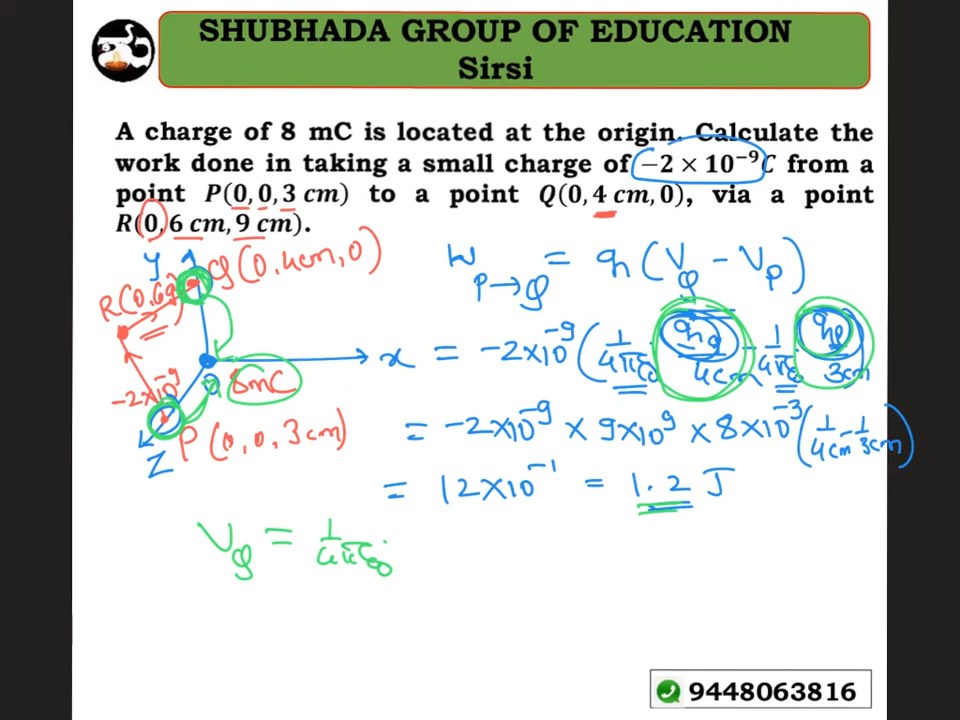 SHUBHADA GROUP OF EDUCATION
Sirsi
A charge of 8 mC is located at the origin. Calculate the
work done in taking a small charge of −2 × 10⁻⁹C from a
point P(0, 0, 3 cm) to a point Q(0, 4 cm, 0), via a point
R(0, 6 cm, 9 cm).
Y
Q(0, 4cm, 0)
R(0,6,9)
x
8mC
-2×10⁻⁹
P (0, 0, 3cm)
Z
W P→Q = q (V_Q - V_P)
= -2×10⁻⁹ (1/4πε₀ 4cm - 1/4πε₀ 3cm)
= -2×10⁻⁹ × 9×10⁹ × 8×10⁻³ (1/4cm - 1/3cm)
= 12×10⁻¹ = 1.2 J
V_Q = 1/4πε₀
9448063816